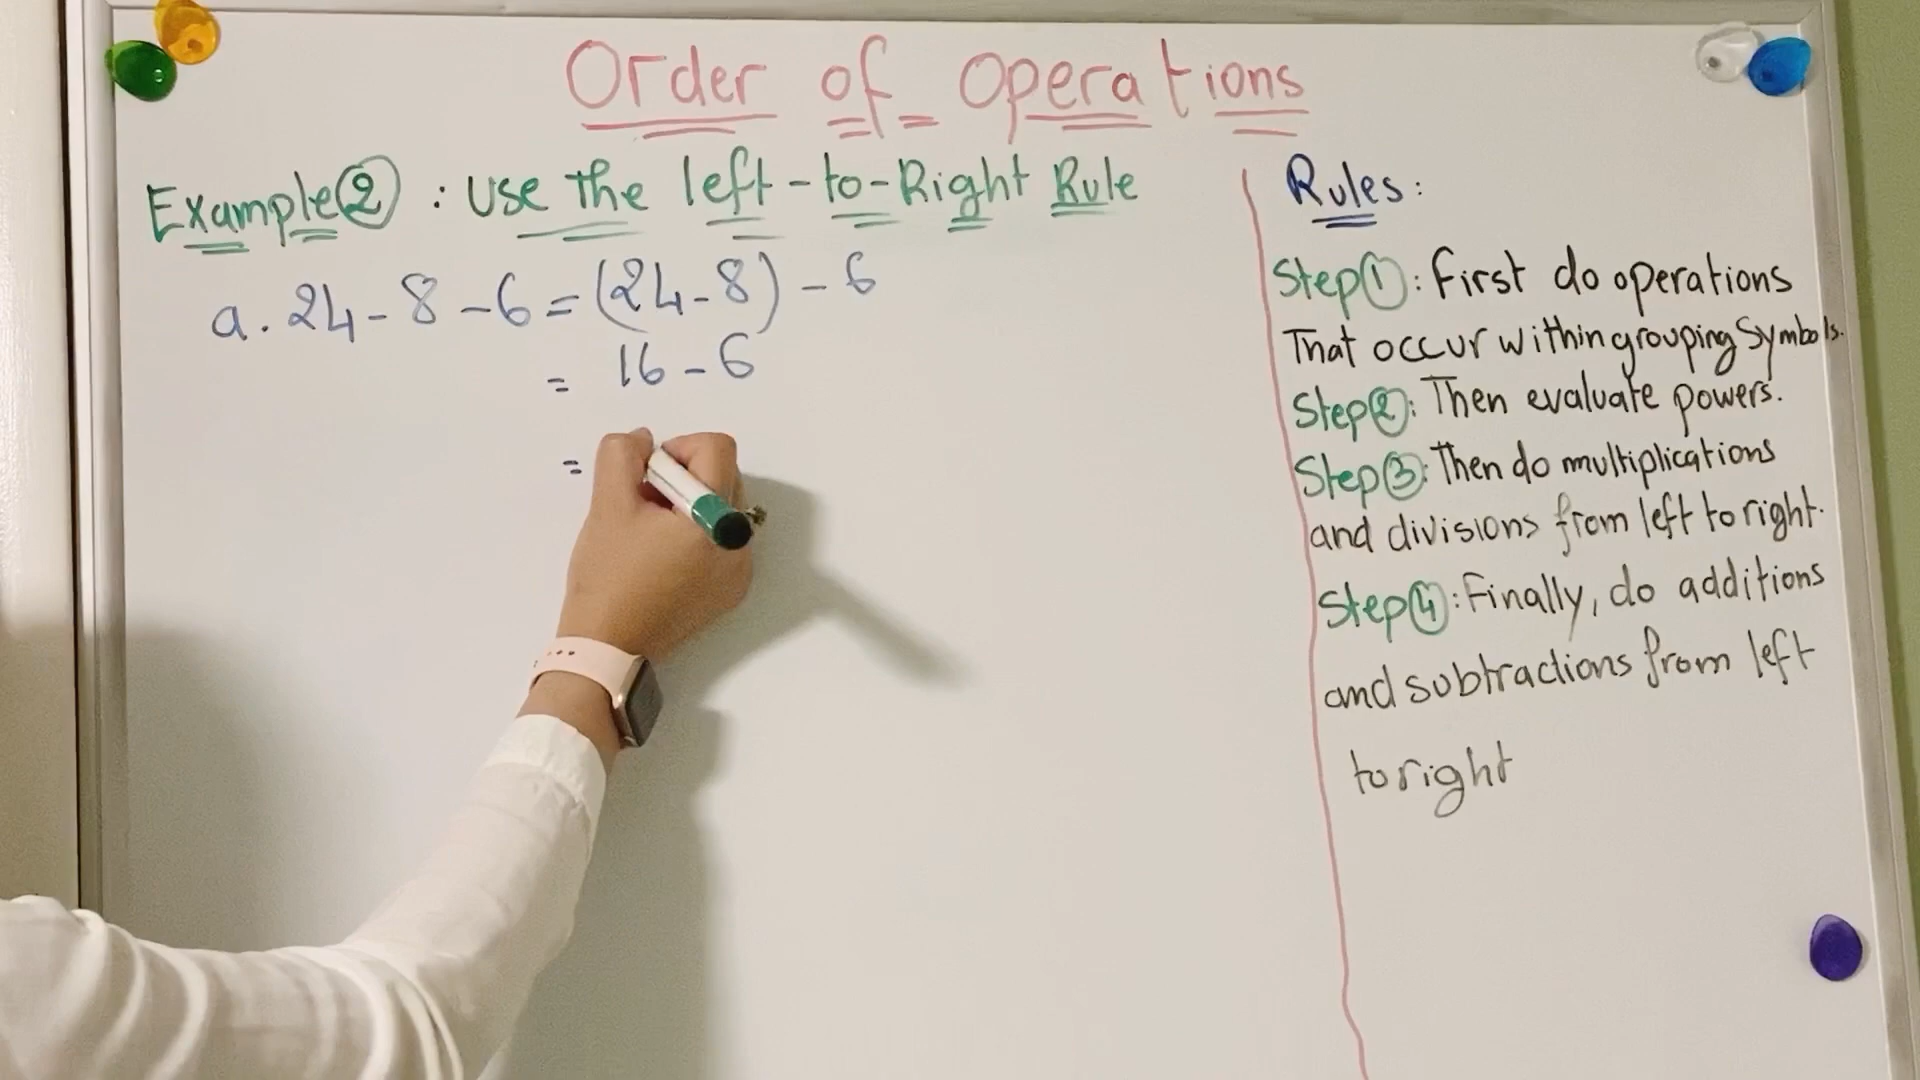 Order of Operations
Example 2 : Use the left-to-Right Rule
a. 24 - 8 - 6 = (24 - 8) - 6
= 16 - 6
=
Rules:
Step 1: First do operations
That occur within grouping symbols.
Step 2: Then evaluate powers.
Step 3: Then do multiplications
and divisions from left to right.
Step 4: Finally, do additions
and subtractions from left
to right